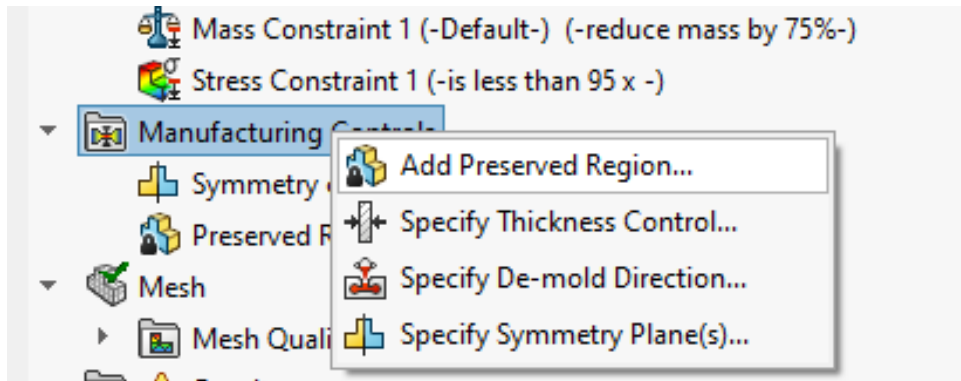 Mass Constraint 1 (-Default-) (-reduce mass by 75%-)
Stress Constraint 1 (-is less than 95 x -)
Manufacturing Controls
Add Preserved Region...
Symmetry
Specify Thickness Control...
Preserved R
Specify De-mold Direction...
Mesh
Mesh Quali
Specify Symmetry Plane(s)...